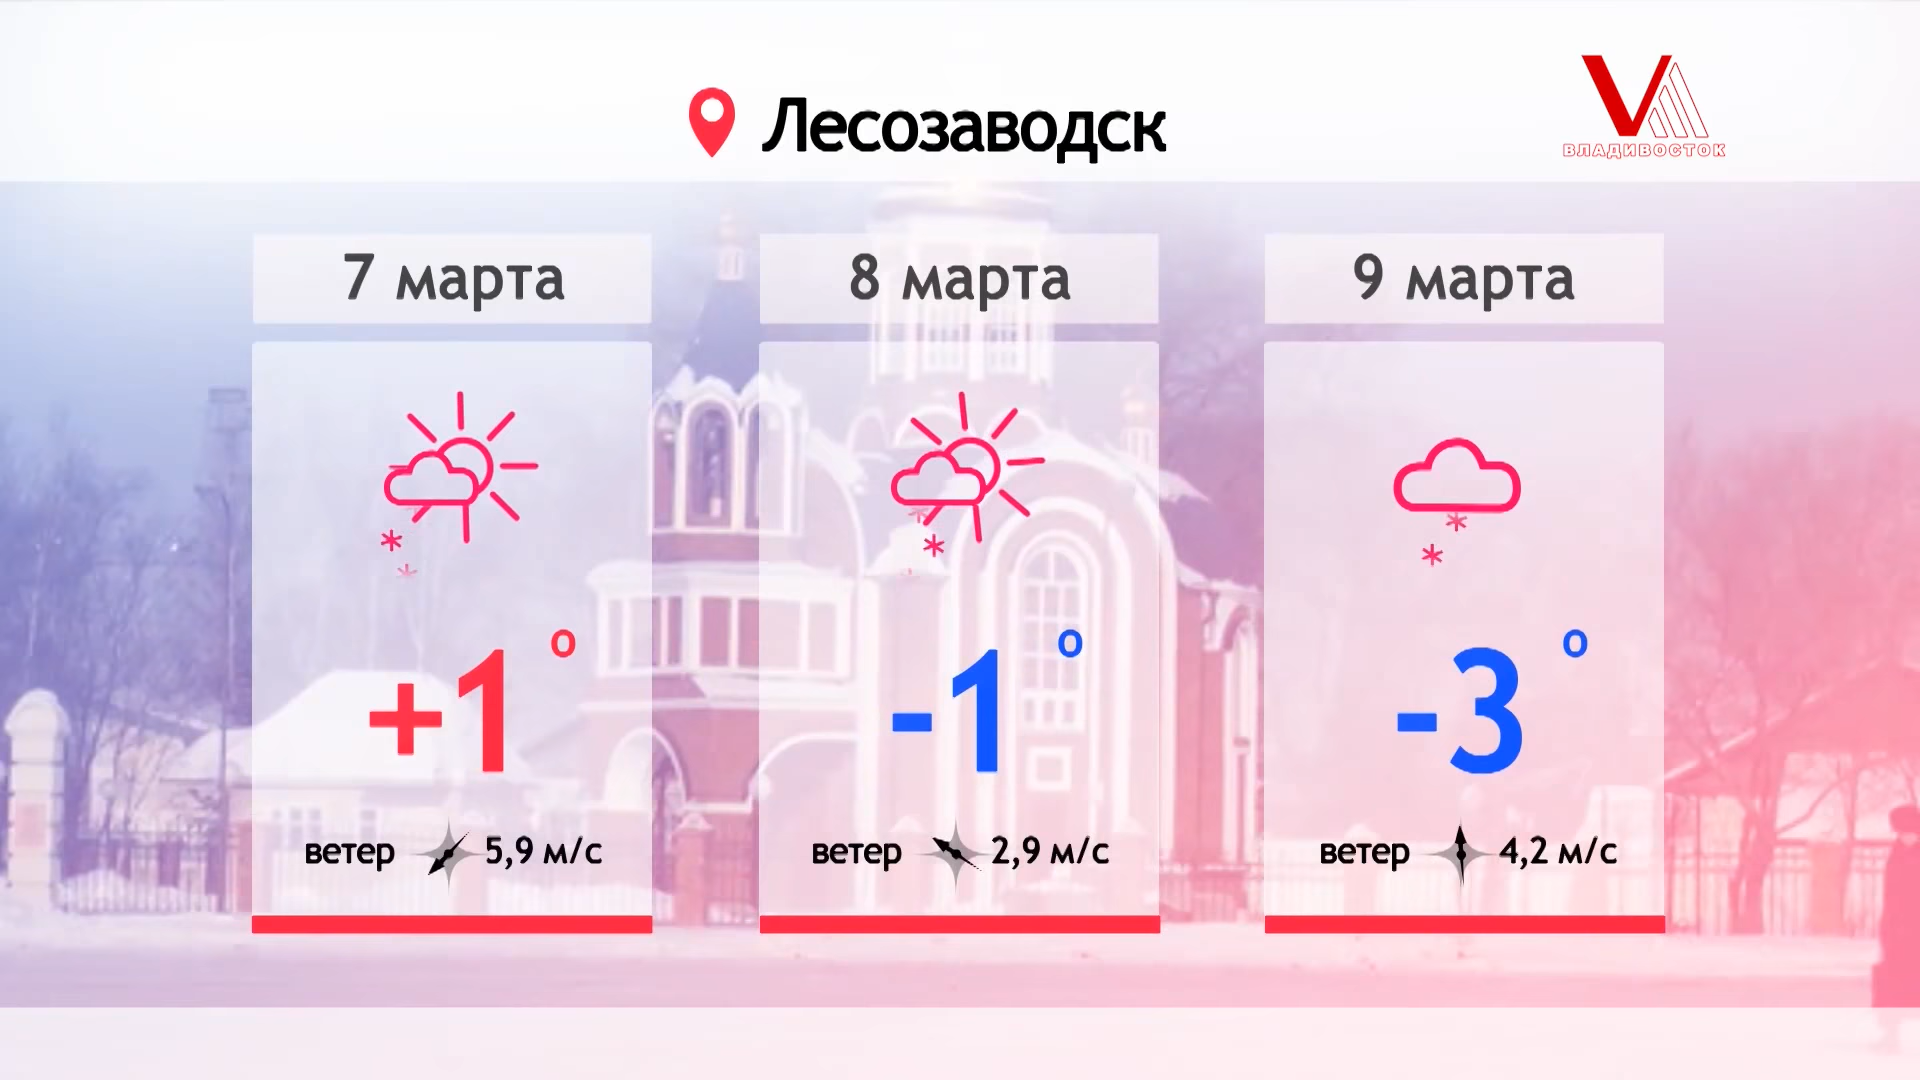 Лесозаводск
ВЛАДИВОСТОК
7 марта
8 марта
9 марта
+1°
-1°
-3°
ветер 5,9 м/с
ветер 2,9 м/с
ветер 4,2 м/с